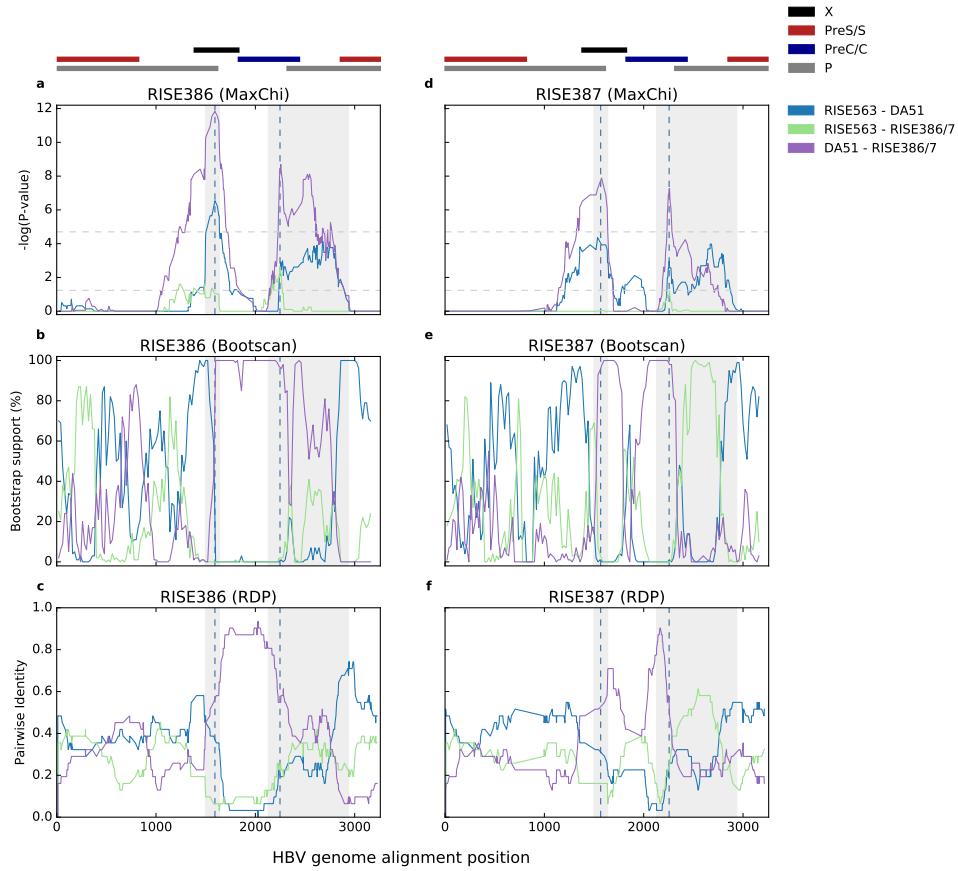 X
PreS/S
PreC/C
P
RISE563 - DA51
RISE563 - RISE386/7
DA51 - RISE386/7
a
RISE386 (MaxChi)
12
10
8
6
4
2
0
-log(P-value)
d
RISE387 (MaxChi)
b
RISE386 (Bootscan)
100
80
60
40
20
0
Bootstrap support (%)
e
RISE387 (Bootscan)
c
RISE386 (RDP)
1.0
0.8
0.6
0.4
0.2
0.0
Pairwise Identity
0 1000 2000 3000
f
RISE387 (RDP)
0 1000 2000 3000
HBV genome alignment position